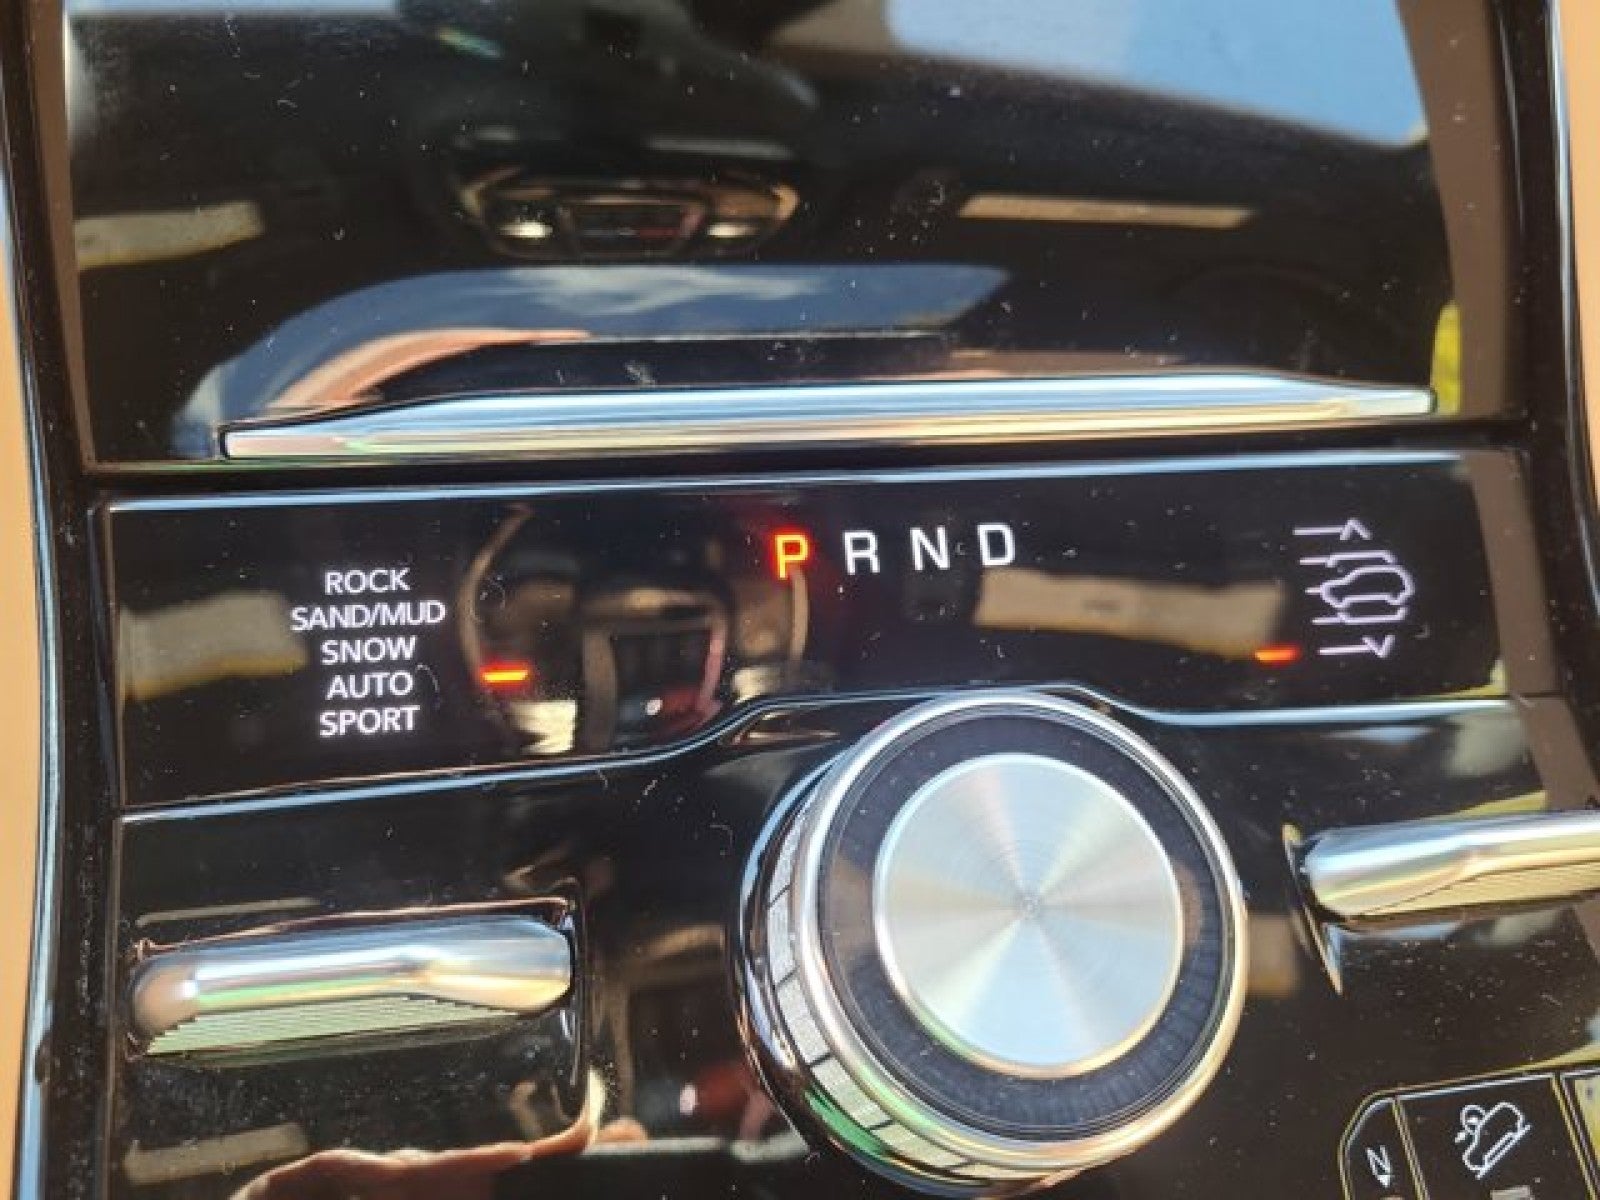 P R N D
ROCK
SAND/MUD
SNOW
AUTO
SPORT
N